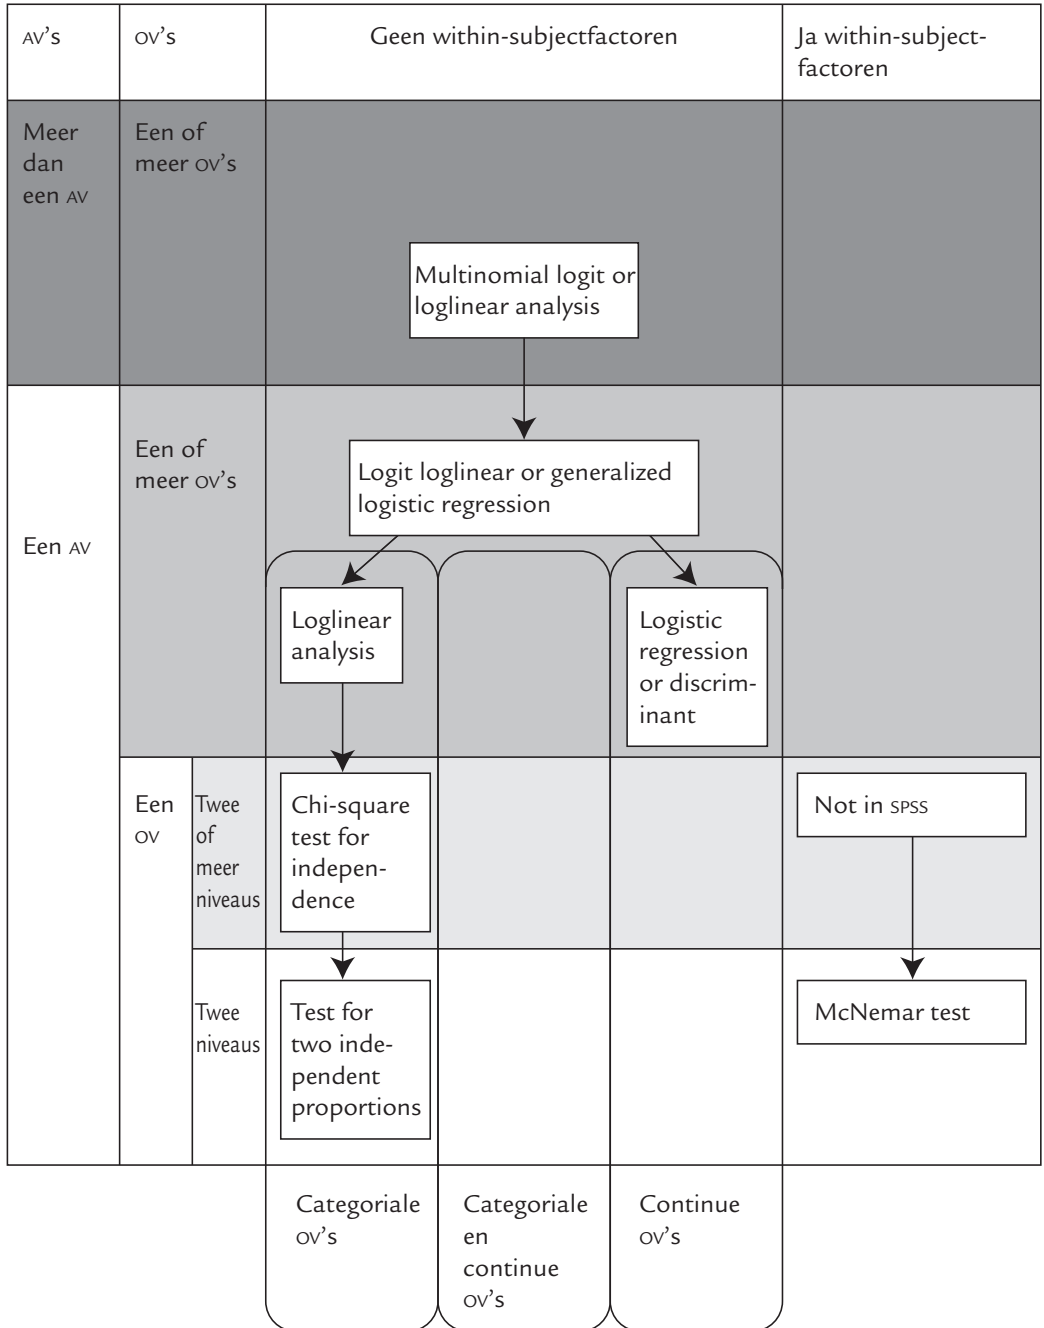 AV's
OV's
Geen within-subjectfactoren
Ja within-subject-
factoren
Meer
dan
een AV
Een of
meer OV's
Multinomial logit or
loglinear analysis
Een AV
Een of
meer OV's
Logit loglinear or generalized
logistic regression
Loglinear
analysis
Logistic
regression
or discrim-
inant
Een
OV
Twee
of
meer
niveaus
Chi-square
test for
indepen-
dence
Not in SPSS
Twee
niveaus
Test for
two inde-
pendent
proportions
McNemar test
Categoriale
OV's
Categoriale
en
continue
OV's
Continue
OV's